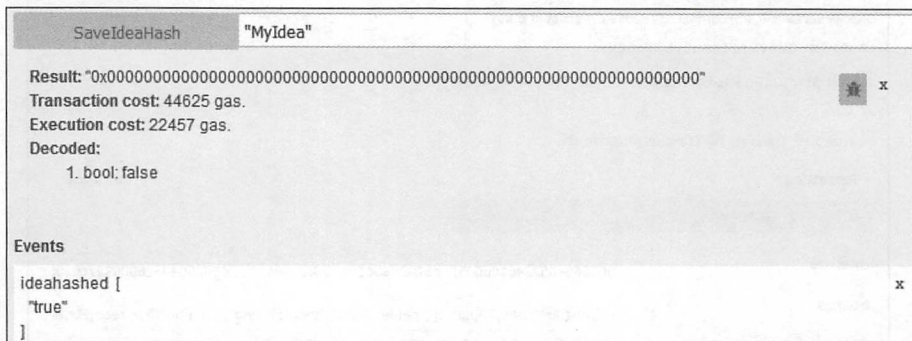 SaveIdeaHash "MyIdea"
Result: "0x0000000000000000000000000000000000000000000000000000000000000000"
Transaction cost: 44625 gas.
Execution cost: 22457 gas.
Decoded:
1. bool: false
x
Events
ideahashed [
"true"
]
x